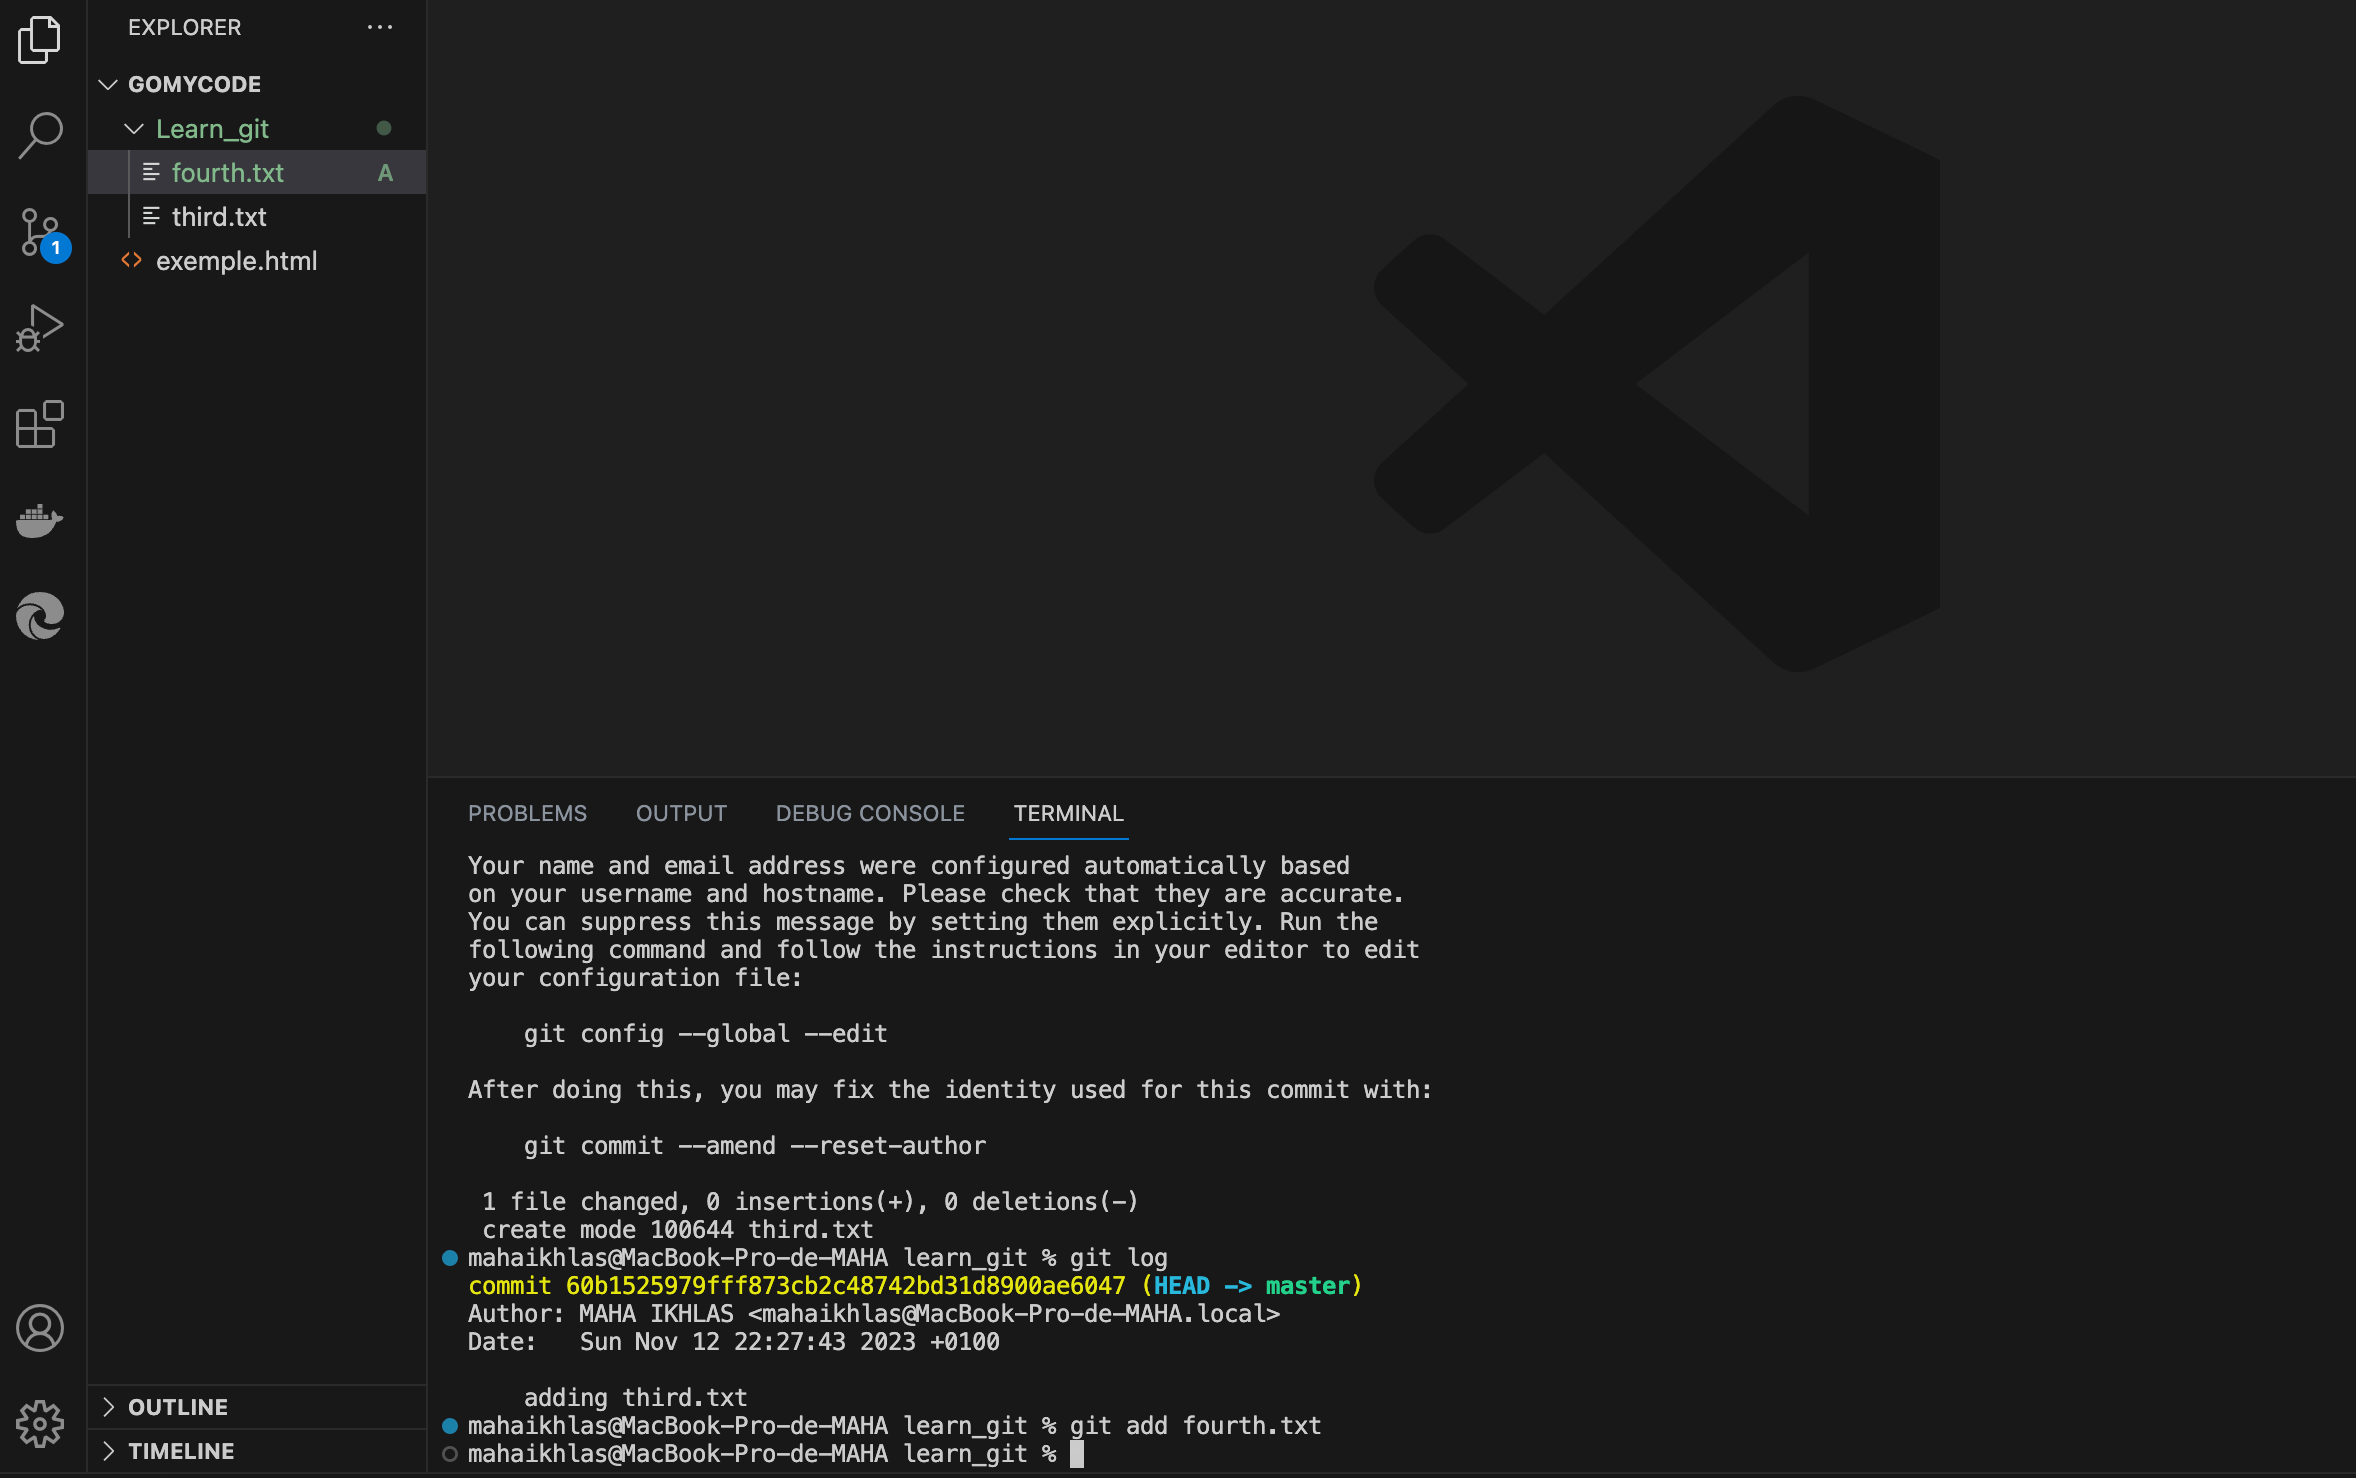 EXPLORER
GOMYCODE
Learn_git
fourth.txt A
third.txt
exemple.html
1
OUTLINE
TIMELINE
PROBLEMS OUTPUT DEBUG CONSOLE TERMINAL
Your name and email address were configured automatically based
on your username and hostname. Please check that they are accurate.
You can suppress this message by setting them explicitly. Run the
following command and follow the instructions in your editor to edit
your configuration file:
git config --global --edit
After doing this, you may fix the identity used for this commit with:
git commit --amend --reset-author
1 file changed, 0 insertions(+), 0 deletions(-)
create mode 100644 third.txt
mahaikhlas@MacBook-Pro-de-MAHA learn_git % git log
commit 60b1525979fff873cb2c48742bd31d8900ae6047 (HEAD -> master)
Author: MAHA IKHLAS <mahaikhlas@MacBook-Pro-de-MAHA.local>
Date:   Sun Nov 12 22:27:43 2023 +0100
adding third.txt
mahaikhlas@MacBook-Pro-de-MAHA learn_git % git add fourth.txt
mahaikhlas@MacBook-Pro-de-MAHA learn_git %